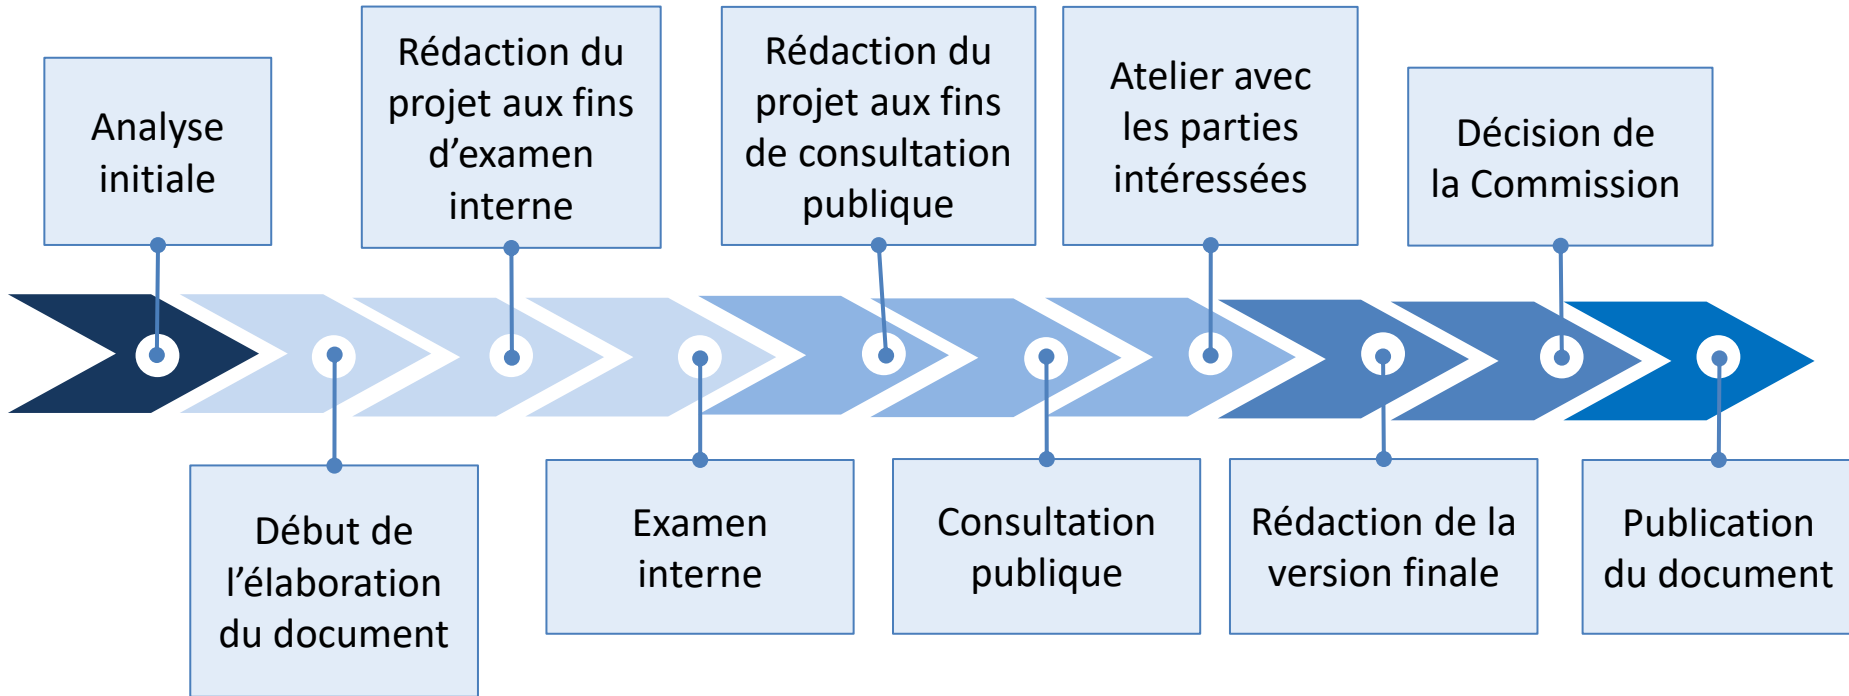 Analyse
initiale
Début de
l’élaboration
du document
Rédaction du
projet aux fins
d’examen
interne
Examen
interne
Rédaction du
projet aux fins
de consultation
publique
Consultation
publique
Atelier avec
les parties
intéressées
Rédaction de la
version finale
Décision de
la Commission
Publication
du document